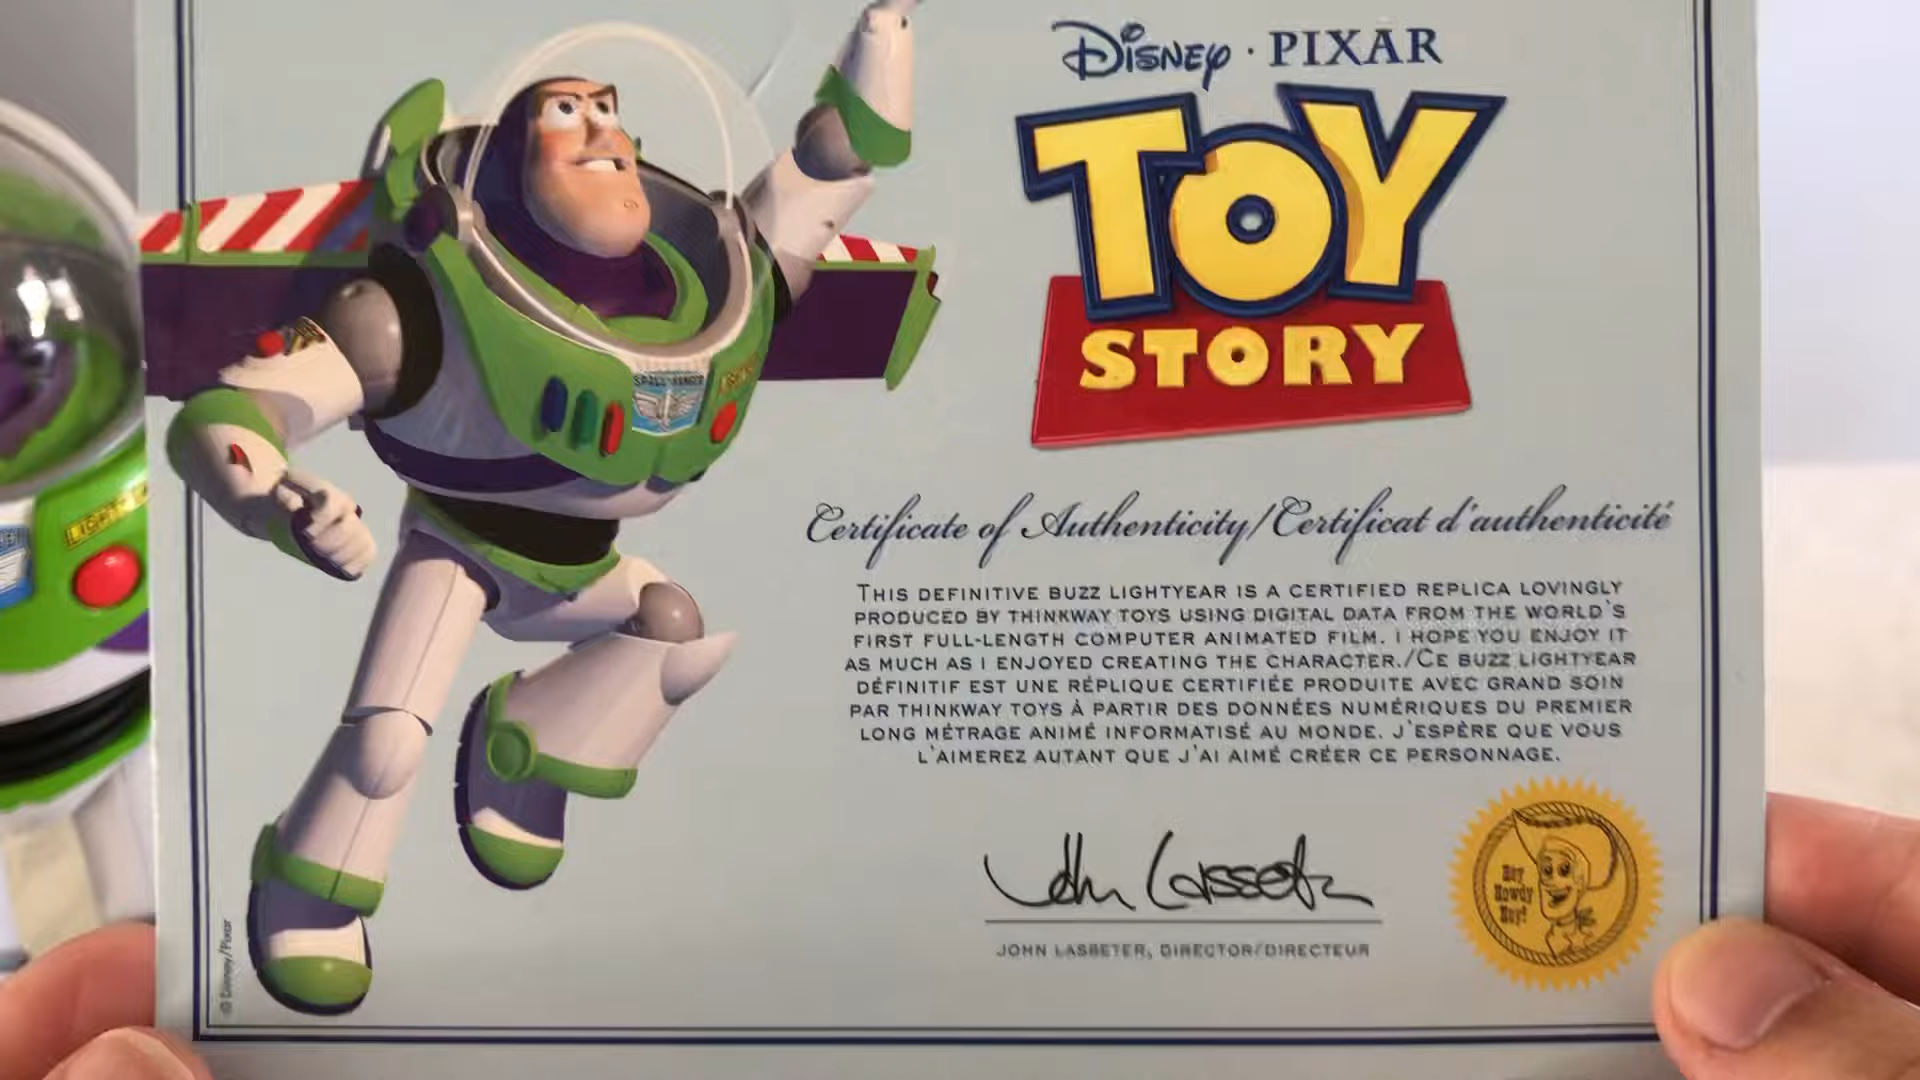 Disney · PIXAR
TOY
STORY
Certificate of Authenticity/Certificat d'authenticité
THIS DEFINITIVE BUZZ LIGHTYEAR IS A CERTIFIED REPLICA LOVINGLY
PRODUCED BY THINKWAY TOYS USING DIGITAL DATA FROM THE WORLD'S
FIRST FULL-LENGTH COMPUTER ANIMATED FILM. I HOPE YOU ENJOY IT
AS MUCH AS I ENJOYED CREATING THE CHARACTER./CE BUZZ LIGHTYEAR
DÉFINITIF EST UNE RÉPLIQUE CERTIFIÉE PRODUITE AVEC GRAND SOIN
PAR THINKWAY TOYS À PARTIR DES DONNÉES NUMÉRIQUES DU PREMIER
LONG MÉTRAGE ANIMÉ INFORMATISÉ AU MONDE. J'ESPÈRE QUE VOUS
L'AIMEREZ AUTANT QUE J'AI AIMÉ CRÉER CE PERSONNAGE.
John Lasseter
JOHN LASSETER, DIRECTOR/DIRECTEUR
Hey
Howdy
Hey!
SPACE RANGER
© Disney/Pixar